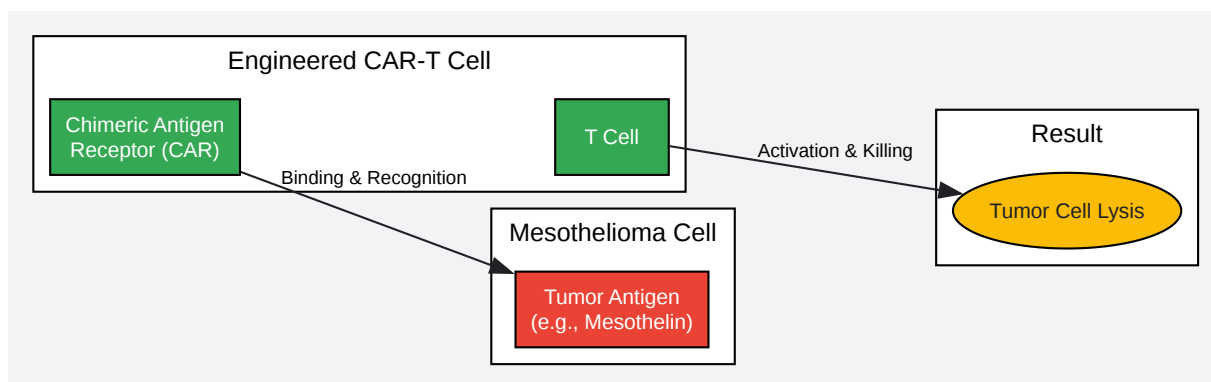 Engineered CAR-T Cell
Chimeric Antigen
Receptor (CAR)
T Cell
Binding & Recognition
Activation & Killing
Result
Tumor Cell Lysis
Mesothelioma Cell
Tumor Antigen
(e.g., Mesothelin)